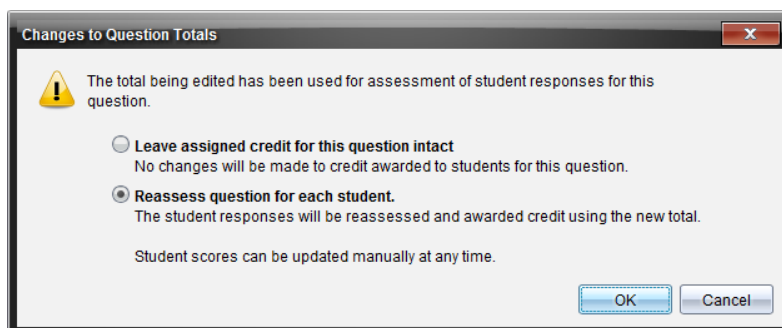 Changes to Question Totals
The total being edited has been used for assessment of student responses for this
question.
Leave assigned credit for this question intact
No changes will be made to credit awarded to students for this question.
Reassess question for each student.
The student responses will be reassessed and awarded credit using the new total.
Student scores can be updated manually at any time.
OK Cancel